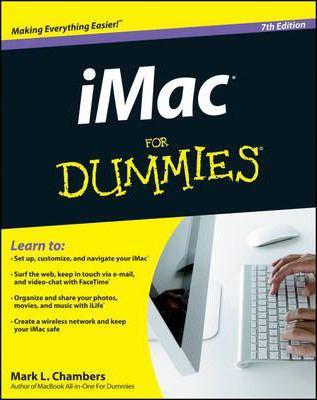 Making Everything Easier!™
7th Edition
iMac®
FOR
DUMMIES®
Learn to:
• Set up, customize, and navigate your iMac®
• Surf the web, keep in touch via e-mail,
and video-chat with FaceTime®
• Organize and share your photos,
movies, and music with iLife®
• Create a wireless network and keep
your iMac safe
Mark L. Chambers
Author of MacBook All-in-One For Dummies